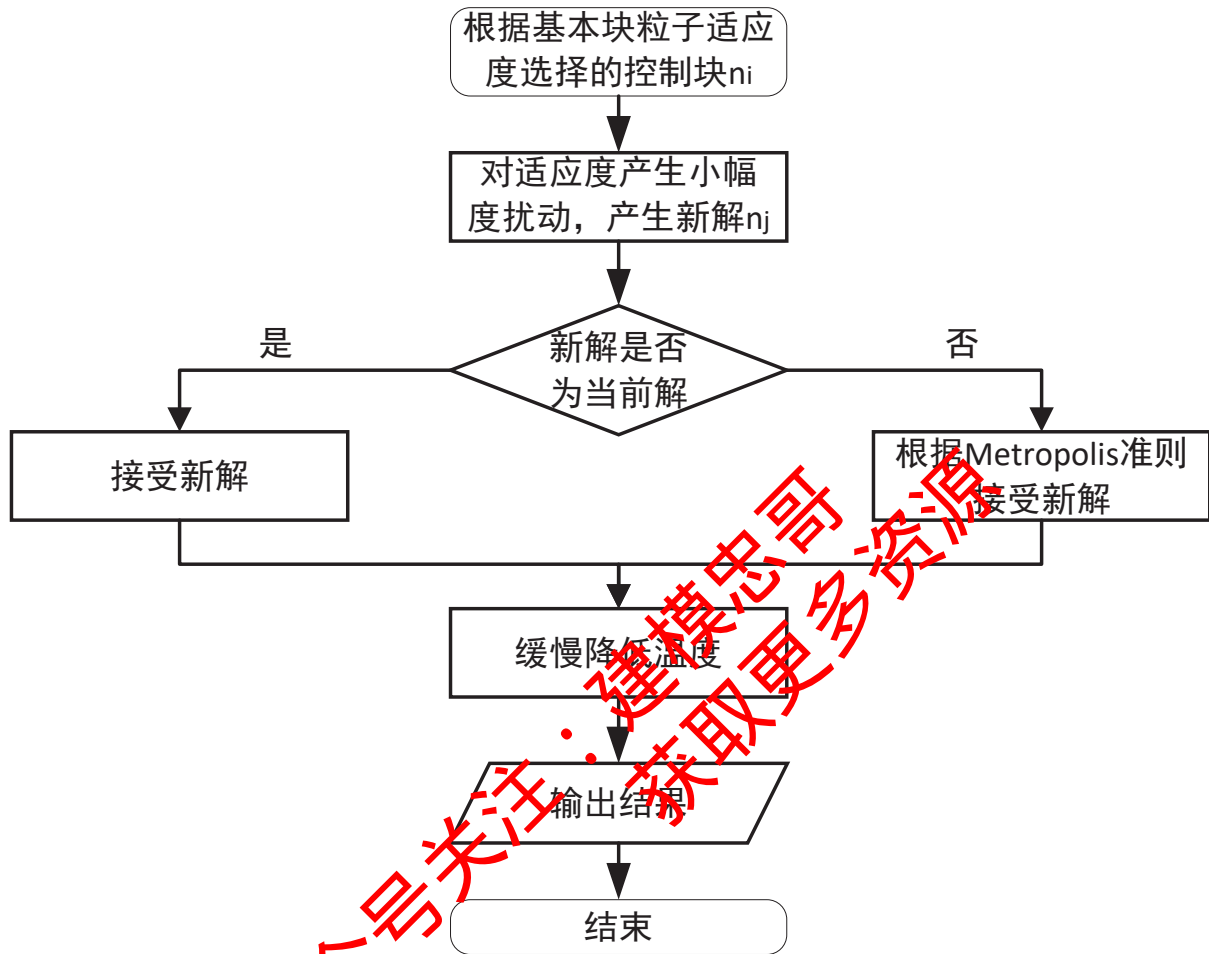 根据基本块粒子适应
度选择的控制块ni
对适应度产生小幅
度扰动，产生新解nj
新解是否
为当前解
是
否
接受新解
根据Metropolis准则
接受新解
缓慢降低温度
输出结果
结束
号关注：建模忠哥
获取更多资源